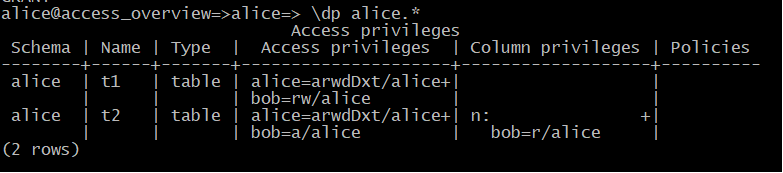 alice@access_overview=>alice=> \dp alice.*
                            Access privileges
 Schema | Name | Type  |  Access privileges  | Column privileges | Policies
--------+------+-------+---------------------+-------------------+----------
 alice  | t1   | table | alice=arwdDxt/alice+|                   |
        |      |       | bob=rw/alice        |                   |
 alice  | t2   | table | alice=arwdDxt/alice+| n:               +|
        |      |       | bob=a/alice         |   bob=r/alice     |
(2 rows)